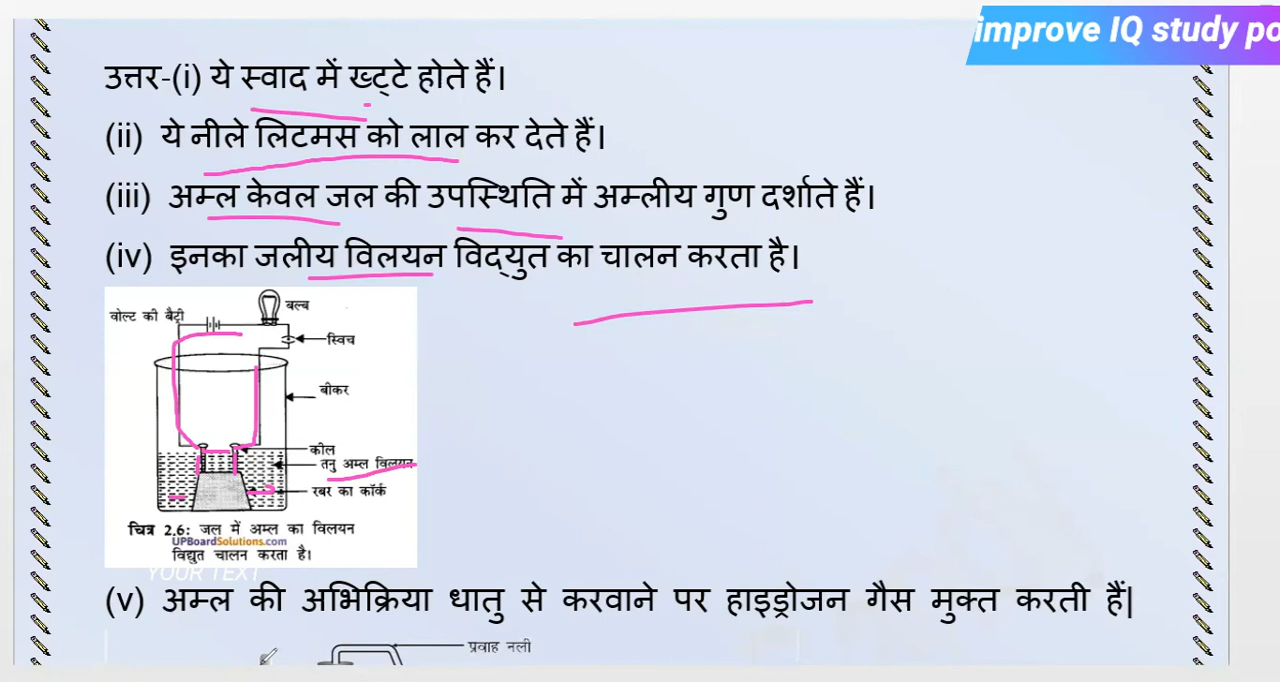 improve IQ study po
उत्तर-(i) ये स्वाद में ख्ट्टे होते हैं।
(ii) ये नीले लिटमस को लाल कर देते हैं।
(iii) अम्ल केवल जल की उपस्थिति में अम्लीय गुण दर्शाते हैं।
(iv) इनका जलीय विलयन विद्युत का चालन करता है।
बल्ब
वोल्ट की बैट्री
स्विच
बीकर
कील
तनु अम्ल विलयन
रबर का कॉर्क
चित्र 2.6: जल में अम्ल का विलयन
UPBoardSolutions.com
विद्युत चालन करता है।
YOUR TEXT
(v) अम्ल की अभिक्रिया धातु से करवाने पर हाइड्रोजन गैस मुक्त करती हैं|
प्रवाह नली